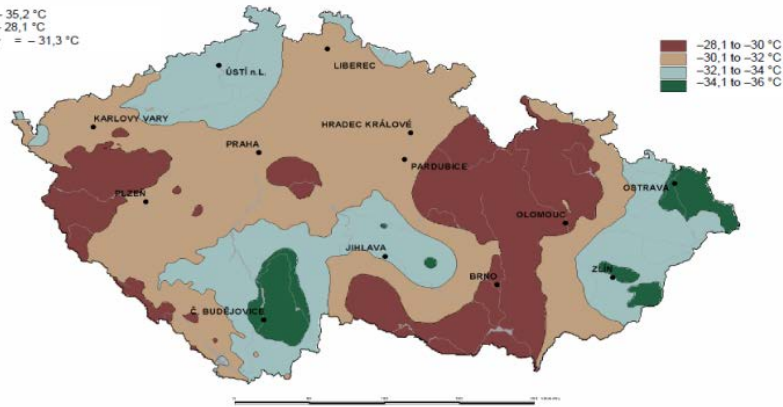 - 35,2 °C
- 28,1 °C
= – 31,3 °C
–28,1 to –30 °C
–30,1 to –32 °C
–32,1 to –34 °C
–34,1 to –36 °C
ÚSTÍ n.L.
LIBEREC
KARLOVY VARY
HRADEC KRÁLOVÉ
PRAHA
PARDUBICE
PLZEŇ
OSTRAVA
OLOMOUC
JIHLAVA
ZLÍN
BRNO
Č. BUDĚJOVICE